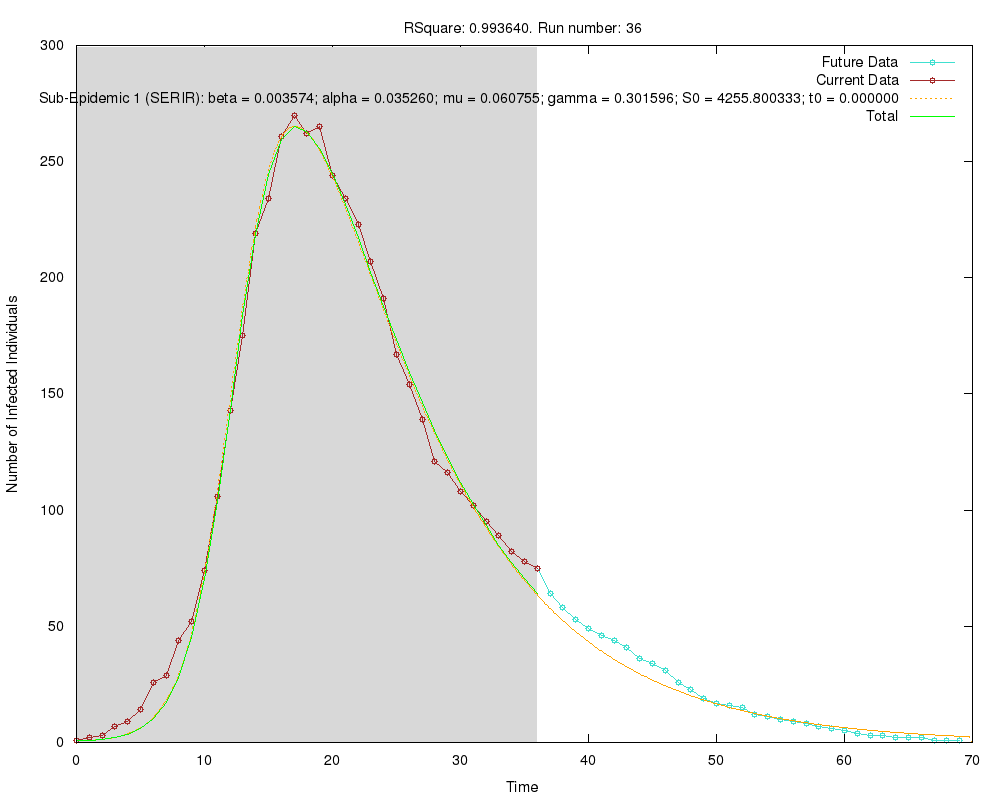 RSquare: 0.993640. Run number: 36
300
250
200
150
100
50
0
Number of Infected Individuals
Future Data
Current Data
Sub-Epidemic 1 (SERIR): beta = 0.003574; alpha = 0.035260; mu = 0.060755; gamma = 0.301596; S0 = 4255.800333; t0 = 0.000000
Total
0 10 20 30 40 50 60 70
Time